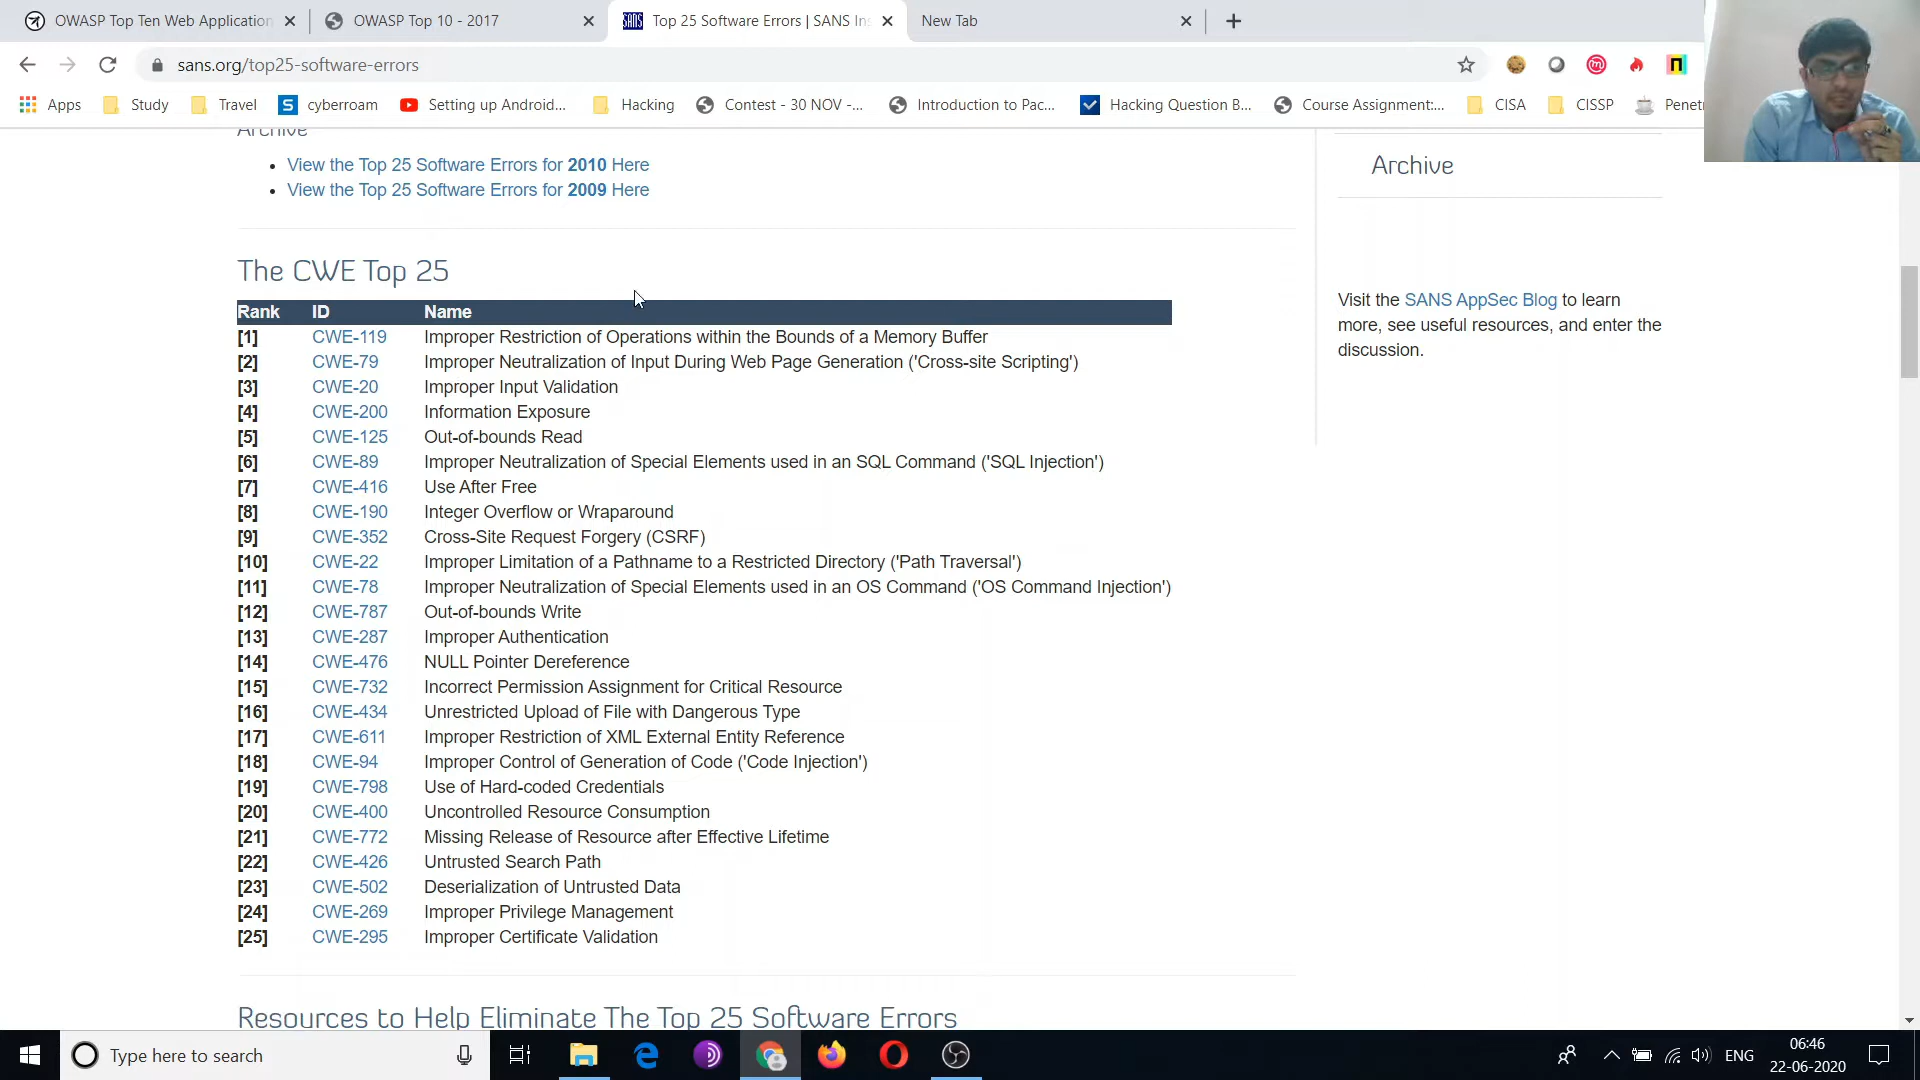 OWASP Top Ten Web Application
OWASP Top 10 - 2017
Top 25 Software Errors | SANS Ins
New Tab
sans.org/top25-software-errors
Apps
Study
Travel
cyberroam
Setting up Android...
Hacking
Contest - 30 NOV -...
Introduction to Pac...
Hacking Question B...
Course Assignment:...
CISA
CISSP
Penetr
Archive
View the Top 25 Software Errors for 2010 Here
View the Top 25 Software Errors for 2009 Here
Archive
Visit the SANS AppSec Blog to learn
more, see useful resources, and enter the
discussion.
The CWE Top 25
Rank ID Name
[1] CWE-119 Improper Restriction of Operations within the Bounds of a Memory Buffer
[2] CWE-79 Improper Neutralization of Input During Web Page Generation ('Cross-site Scripting')
[3] CWE-20 Improper Input Validation
[4] CWE-200 Information Exposure
[5] CWE-125 Out-of-bounds Read
[6] CWE-89 Improper Neutralization of Special Elements used in an SQL Command ('SQL Injection')
[7] CWE-416 Use After Free
[8] CWE-190 Integer Overflow or Wraparound
[9] CWE-352 Cross-Site Request Forgery (CSRF)
[10] CWE-22 Improper Limitation of a Pathname to a Restricted Directory ('Path Traversal')
[11] CWE-78 Improper Neutralization of Special Elements used in an OS Command ('OS Command Injection')
[12] CWE-787 Out-of-bounds Write
[13] CWE-287 Improper Authentication
[14] CWE-476 NULL Pointer Dereference
[15] CWE-732 Incorrect Permission Assignment for Critical Resource
[16] CWE-434 Unrestricted Upload of File with Dangerous Type
[17] CWE-611 Improper Restriction of XML External Entity Reference
[18] CWE-94 Improper Control of Generation of Code ('Code Injection')
[19] CWE-798 Use of Hard-coded Credentials
[20] CWE-400 Uncontrolled Resource Consumption
[21] CWE-772 Missing Release of Resource after Effective Lifetime
[22] CWE-426 Untrusted Search Path
[23] CWE-502 Deserialization of Untrusted Data
[24] CWE-269 Improper Privilege Management
[25] CWE-295 Improper Certificate Validation
Resources to Help Eliminate The Top 25 Software Errors
Type here to search
ENG
06:46
22-06-2020